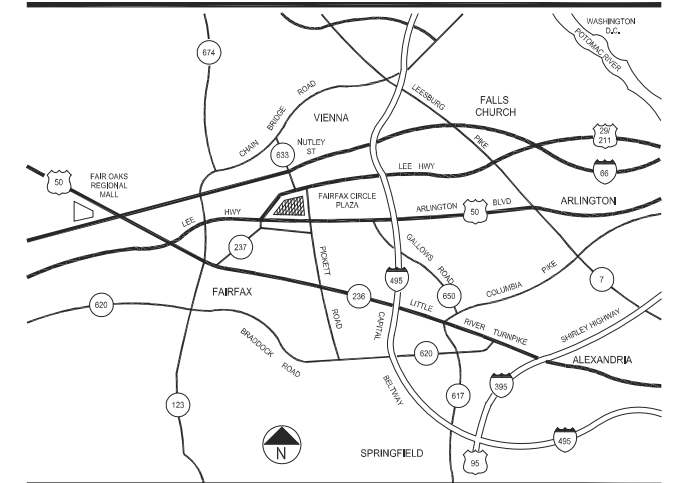 WASHINGTON
D.C.
POTOMAC RIVER
674
CHAIN BRIDGE ROAD
VIENNA
LEESBURG PIKE
FALLS
CHURCH
NUTLEY
ST
633
29/
211
66
LEE HWY
50
FAIR OAKS
REGIONAL
MALL
FAIRFAX CIRCLE
PLAZA
ARLINGTON BLVD
50
ARLINGTON
LEE HWY
237
PICKETT ROAD
GALLOWS ROAD
495
650
COLUMBIA PIKE
7
FAIRFAX
236
LITTLE RIVER TURNPIKE
620
CAPITAL BELTWAY
SHIRLEY HIGHWAY
BRADDOCK ROAD
620
ALEXANDRIA
395
617
123
N
SPRINGFIELD
95
495